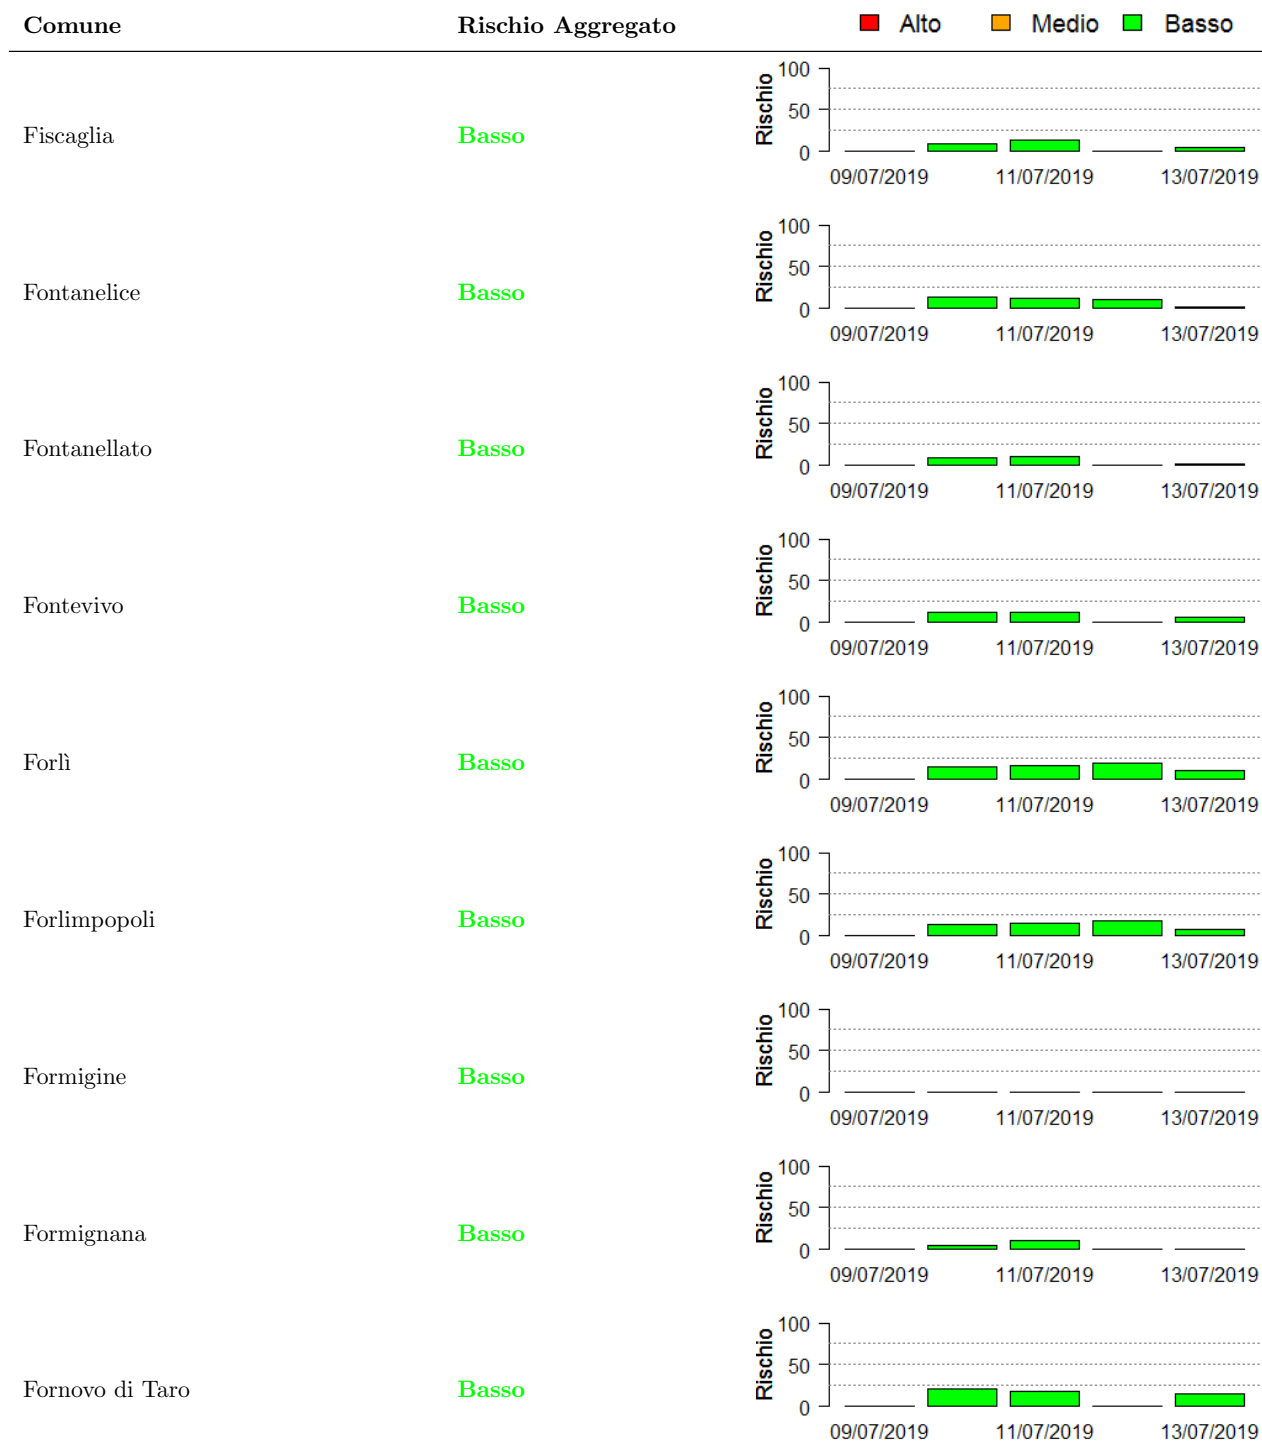 Comune Rischio Aggregato Alto Medio Basso
Fiscaglia Basso Rischio 100 50 0
09/07/2019 11/07/2019 13/07/2019
Fontanelice Basso Rischio 100 50 0
09/07/2019 11/07/2019 13/07/2019
Fontanellato Basso Rischio 100 50 0
09/07/2019 11/07/2019 13/07/2019
Fontevivo Basso Rischio 100 50 0
09/07/2019 11/07/2019 13/07/2019
Forlì Basso Rischio 100 50 0
09/07/2019 11/07/2019 13/07/2019
Forlimpopoli Basso Rischio 100 50 0
09/07/2019 11/07/2019 13/07/2019
Formigine Basso Rischio 100 50 0
09/07/2019 11/07/2019 13/07/2019
Formignana Basso Rischio 100 50 0
09/07/2019 11/07/2019 13/07/2019
Fornovo di Taro Basso Rischio 100 50 0
09/07/2019 11/07/2019 13/07/2019